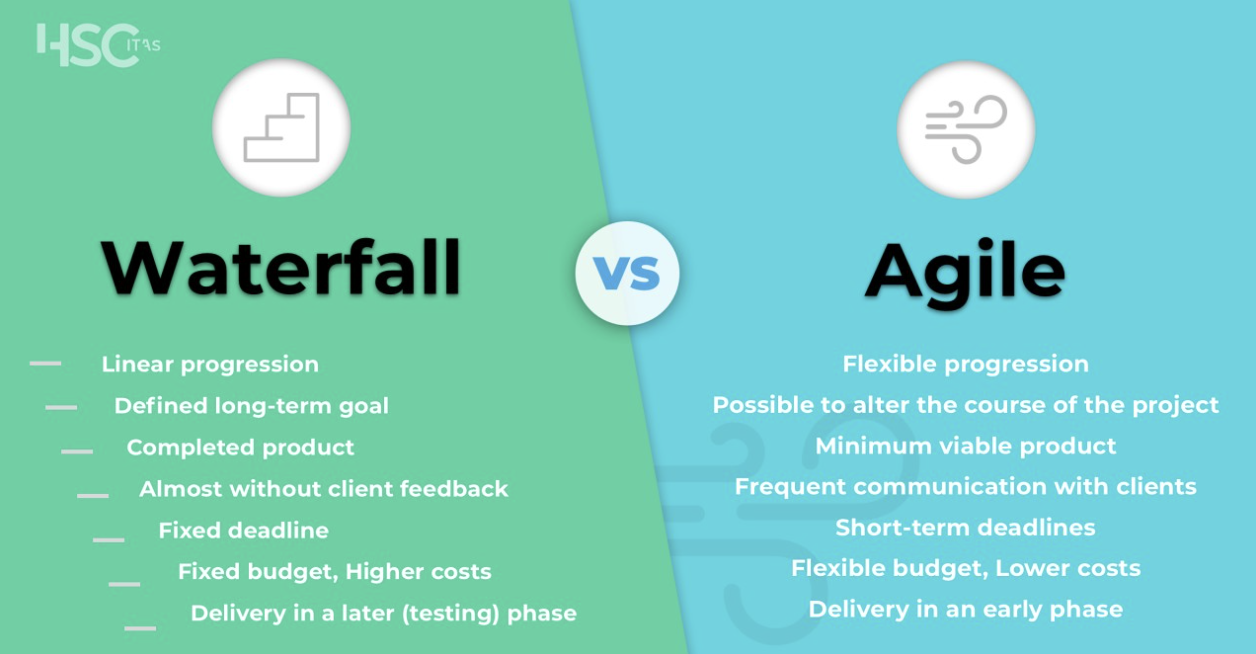 HSC
ITAS
Waterfall
VS
Agile
Linear progression
Defined long-term goal
Completed product
Almost without client feedback
Fixed deadline
Fixed budget, Higher costs
Delivery in a later (testing) phase
Flexible progression
Possible to alter the course of the project
Minimum viable product
Frequent communication with clients
Short-term deadlines
Flexible budget, Lower costs
Delivery in an early phase